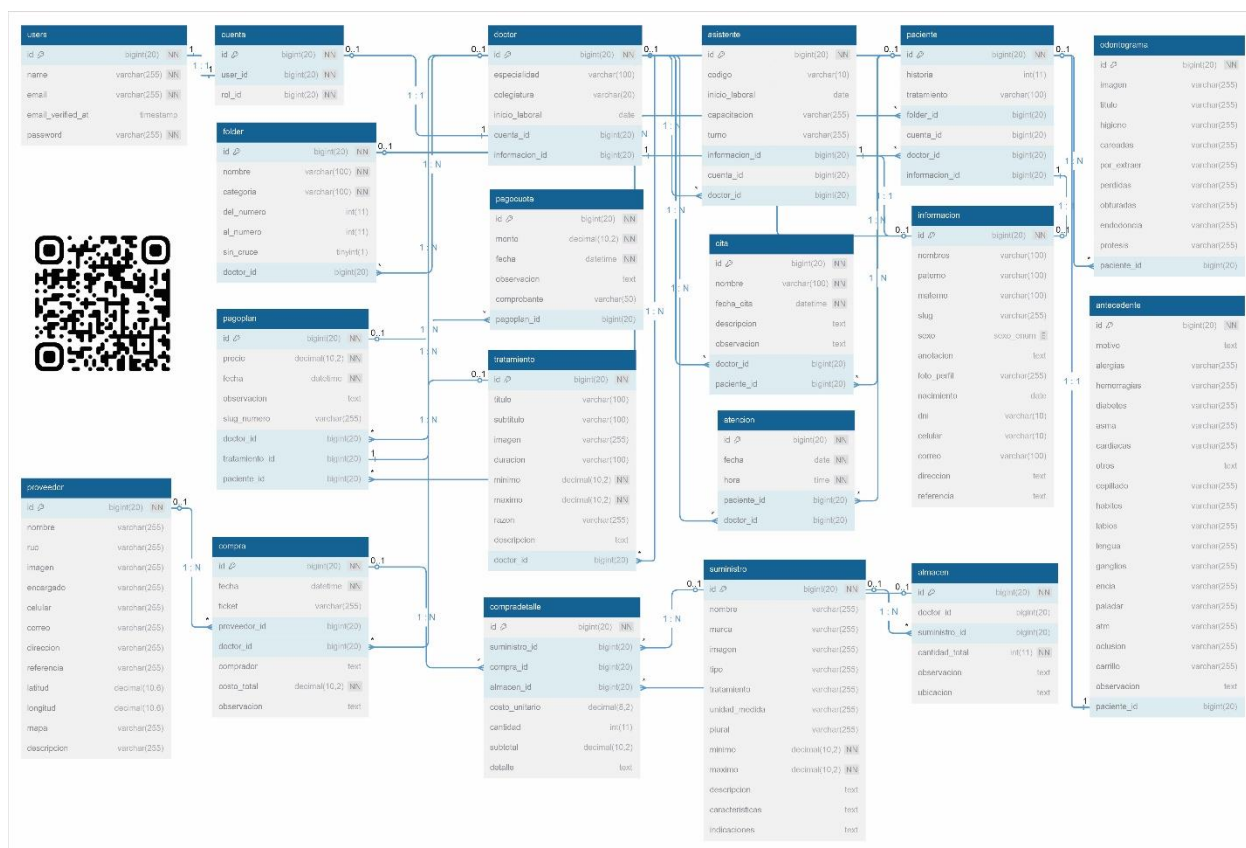 users
id bigint(20) NN
name varchar(255) NN
email varchar(255) NN
email_verified_at timestamp
password varchar(255) NN
cuenta
id bigint(20) NN
user_id bigint(20) NN
rol_id bigint(20) NN
folder
id bigint(20) NN
nombre varchar(100) NN
categoria varchar(100) NN
del_numero int(11)
al_numero int(11)
sin_cruce tinyint(1)
doctor_id bigint(20)
pagoplan
id bigint(20) NN
precio decimal(10,2) NN
fecha datetime NN
observacion text
slug_numero varchar(255)
doctor_id bigint(20)
tratamiento_id bigint(20)
paciente_id bigint(20)
proveedor
id bigint(20) NN
nombre varchar(255)
ruc varchar(255)
imagen varchar(255)
encargado varchar(255)
celular varchar(255)
correo varchar(255)
direccion varchar(255)
referencia varchar(255)
latitud decimal(10,6)
longitud decimal(10,6)
mapa varchar(255)
descripcion varchar(255)
compra
id bigint(20) NN
fecha datetime NN
ticket varchar(255)
proveedor_id bigint(20)
doctor_id bigint(20)
comprador text
costo_total decimal(10,2) NN
observacion text
doctor
id bigint(20) NN
especialidad varchar(100)
colegiatura varchar(20)
inicio_laboral date
cuenta_id bigint(20)
informacion_id bigint(20)
pagocuota
id bigint(20) NN
monto decimal(10,2) NN
fecha datetime NN
observacion text
comprobante varchar(50)
pagoplan_id bigint(20)
tratamiento
id bigint(20) NN
titulo varchar(100)
subtitulo varchar(100)
imagen varchar(255)
duracion varchar(100)
minimo decimal(10,2) NN
maximo decimal(10,2) NN
razon varchar(255)
descripcion text
doctor_id bigint(20)
compradetalle
id bigint(20) NN
suministro_id bigint(20)
compra_id bigint(20)
almacen_id bigint(20)
costo_unitario decimal(8,2)
cantidad int(11)
subtotal decimal(10,2)
detalle text
asistente
id bigint(20) NN
codigo varchar(10)
inicio_laboral date
capacitacion varchar(255)
turno varchar(255)
informacion_id bigint(20)
cuenta_id bigint(20)
doctor_id bigint(20)
cita
id bigint(20) NN
nombre varchar(100) NN
fecha_cita datetime NN
descripcion text
observacion text
doctor_id bigint(20)
paciente_id bigint(20)
atencion
id bigint(20) NN
fecha date NN
hora time NN
paciente_id bigint(20)
doctor_id bigint(20)
suministro
id bigint(20) NN
nombre varchar(255)
marca varchar(255)
imagen varchar(255)
tipo varchar(255)
tratamiento varchar(255)
unidad_medida varchar(255)
plural varchar(255)
minimo decimal(10,2) NN
maximo decimal(10,2) NN
descripcion text
caracteristicas text
indicaciones text
paciente
id bigint(20) NN
historia int(11)
tratamiento varchar(100)
folder_id bigint(20)
cuenta_id bigint(20)
doctor_id bigint(20)
informacion_id bigint(20)
informacion
id bigint(20) NN
nombres varchar(100)
paterno varchar(100)
materno varchar(100)
slug varchar(255)
sexo sexo_enum E
anotacion text
foto_perfil varchar(255)
nacimiento date
dni varchar(10)
celular varchar(10)
correo varchar(100)
direccion text
referencia text
almacen
id bigint(20) NN
doctor_id bigint(20)
suministro_id bigint(20)
cantidad_total int(11) NN
observacion text
ubicacion text
odontograma
id bigint(20) NN
imagen varchar(255)
titulo varchar(255)
higiene varchar(255)
careadas varchar(255)
por_extraer varchar(255)
perdidas varchar(255)
obturadas varchar(255)
endodoncia varchar(255)
protesis varchar(255)
paciente_id bigint(20)
antecedente
id bigint(20) NN
motivo text
alergias varchar(255)
hemorragias varchar(255)
diabetes varchar(255)
asma varchar(255)
cardiacas varchar(255)
otros text
cepillado varchar(255)
habitos varchar(255)
labios varchar(255)
lengua varchar(255)
ganglios varchar(255)
encia varchar(255)
paladar varchar(255)
atm varchar(255)
oclusion varchar(255)
carrillo varchar(255)
observacion text
paciente_id bigint(20)